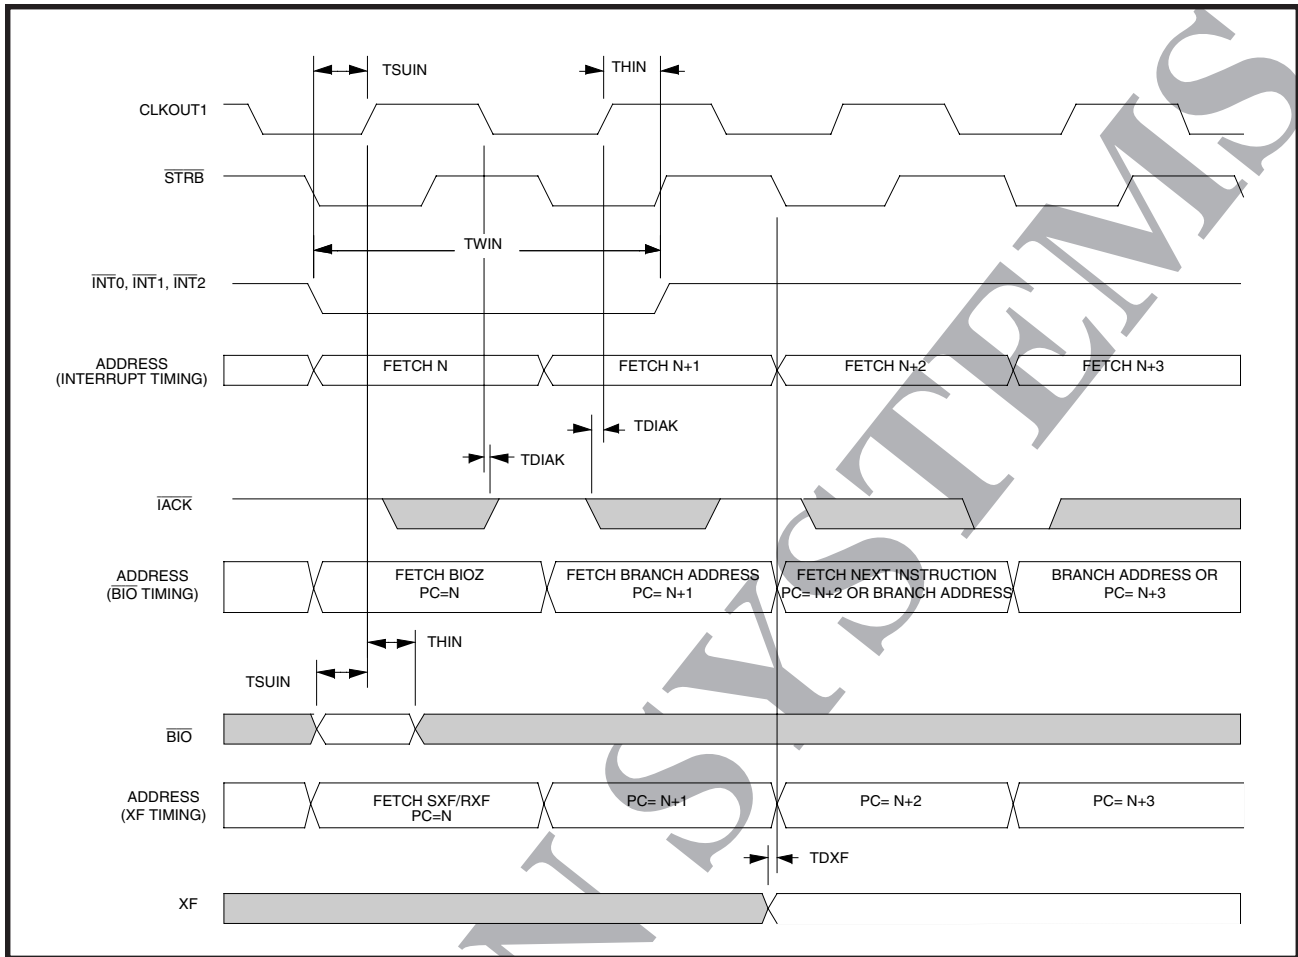 TSUIN
THIN
CLKOUT1
STRB
TWIN
INT0, INT1, INT2
ADDRESS
(INTERRUPT TIMING)
FETCH N
FETCH N+1
FETCH N+2
FETCH N+3
TDIAK
TDIAK
IACK
ADDRESS
(BIO TIMING)
FETCH BIOZ
PC=N
FETCH BRANCH ADDRESS
PC= N+1
FETCH NEXT INSTRUCTION
PC= N+2 OR BRANCH ADDRESS
BRANCH ADDRESS OR
PC= N+3
THIN
TSUIN
BIO
ADDRESS
(XF TIMING)
FETCH SXF/RXF
PC=N
PC= N+1
PC= N+2
PC= N+3
TDXF
XF
N SYSTEMS